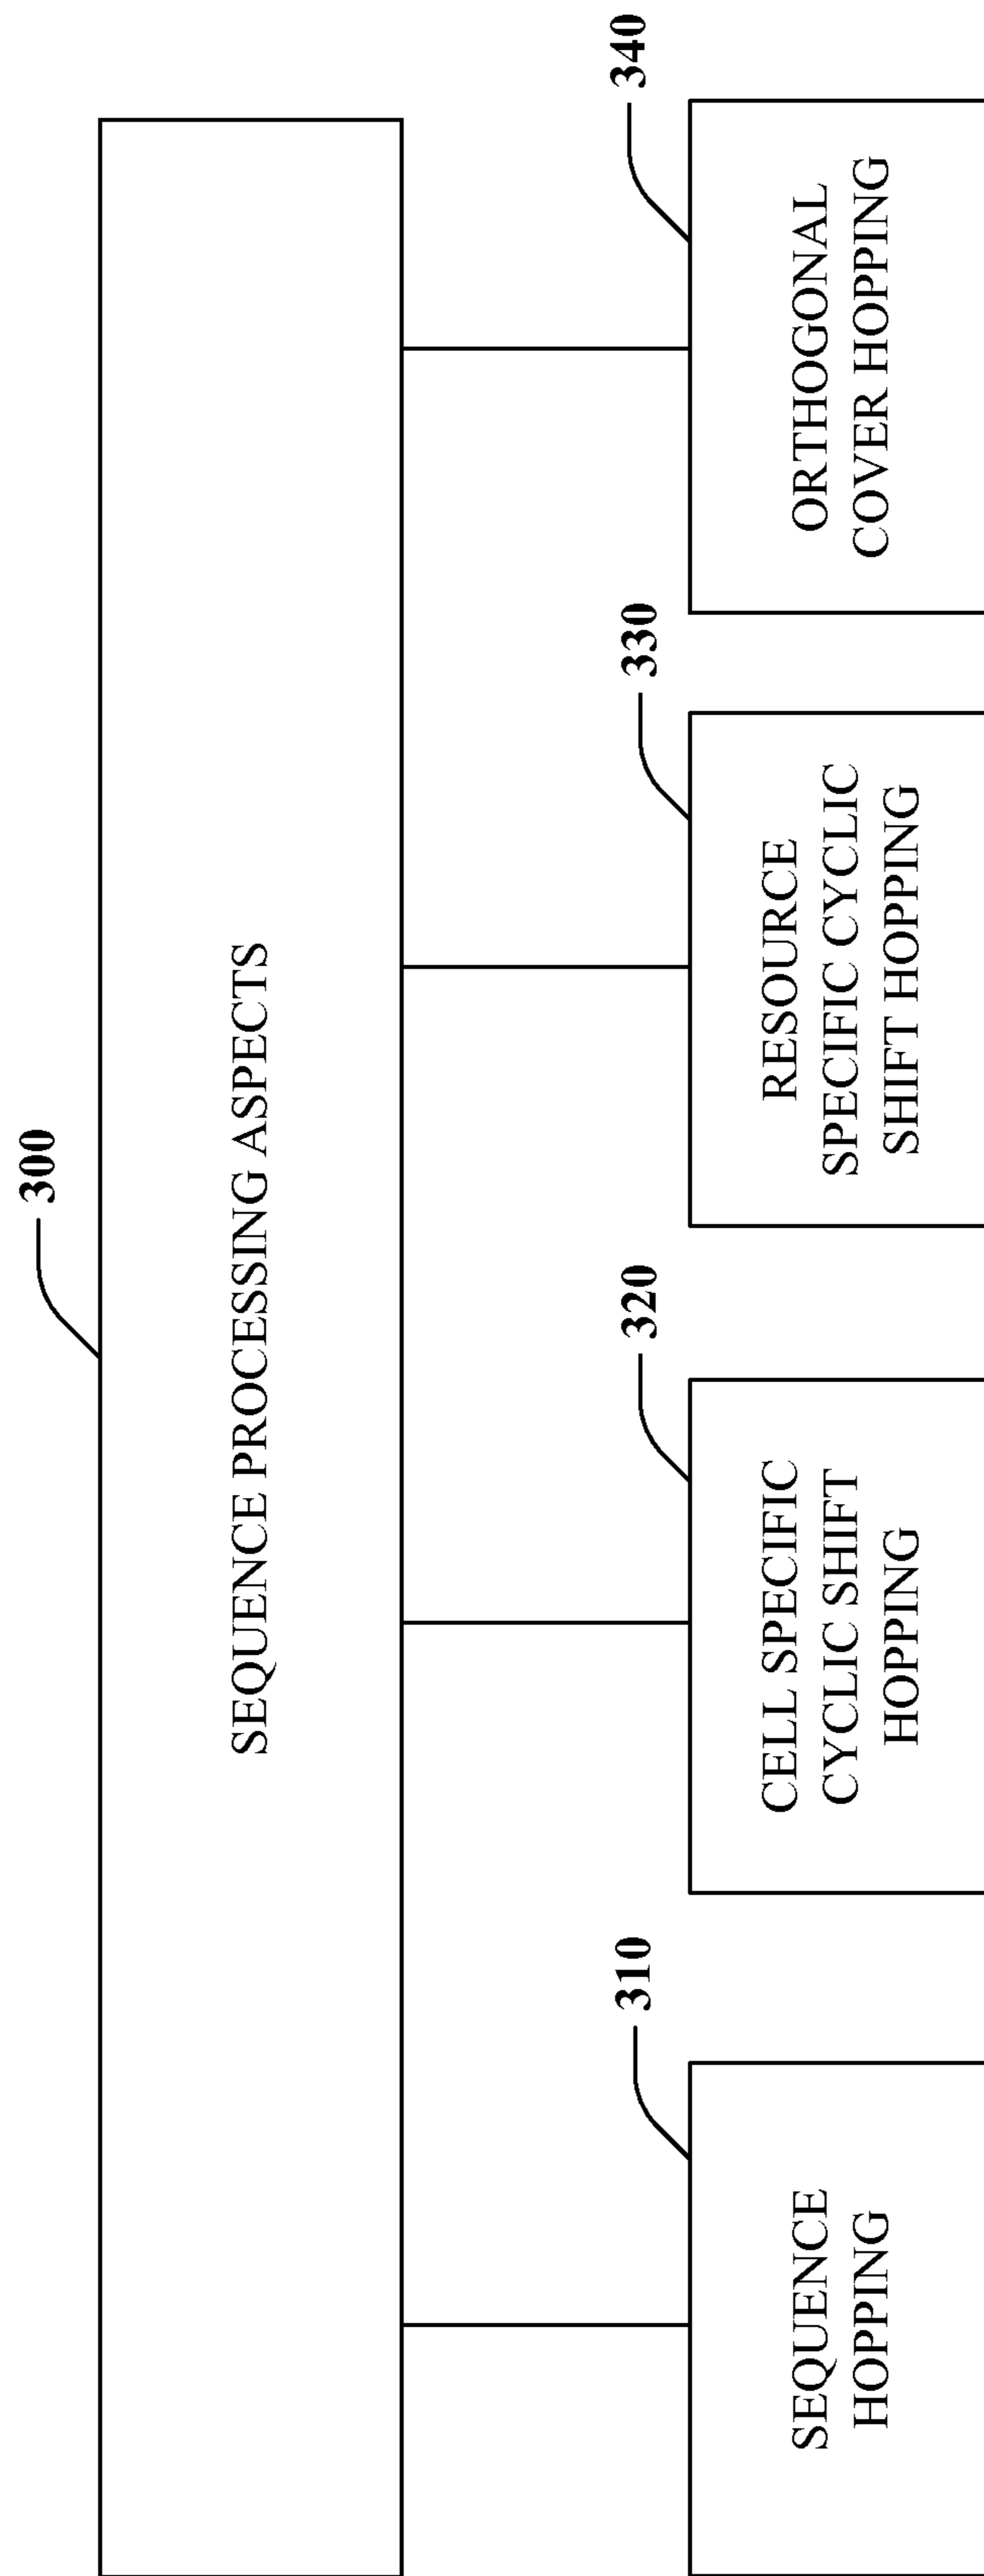 300
SEQUENCE PROCESSING ASPECTS
310
SEQUENCE
HOPPING
320
CELL SPECIFIC
CYCLIC SHIFT
HOPPING
330
RESOURCE
SPECIFIC CYCLIC
SHIFT HOPPING
340
ORTHOGONAL
COVER HOPPING